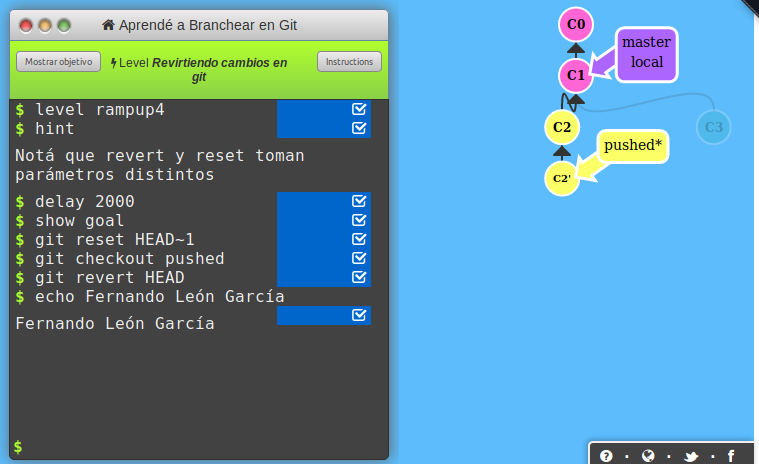 Aprendé a Branchear en Git
Mostrar objetivo
Level Revirtiendo cambios en
git
Instructions
$ level rampup4
$ hint
Notá que revert y reset toman
parámetros distintos
$ delay 2000
$ show goal
$ git reset HEAD~1
$ git checkout pushed
$ git revert HEAD
$ echo Fernando León García
Fernando León García
$
C0
master
local
C1
C2
C3
pushed*
C2'